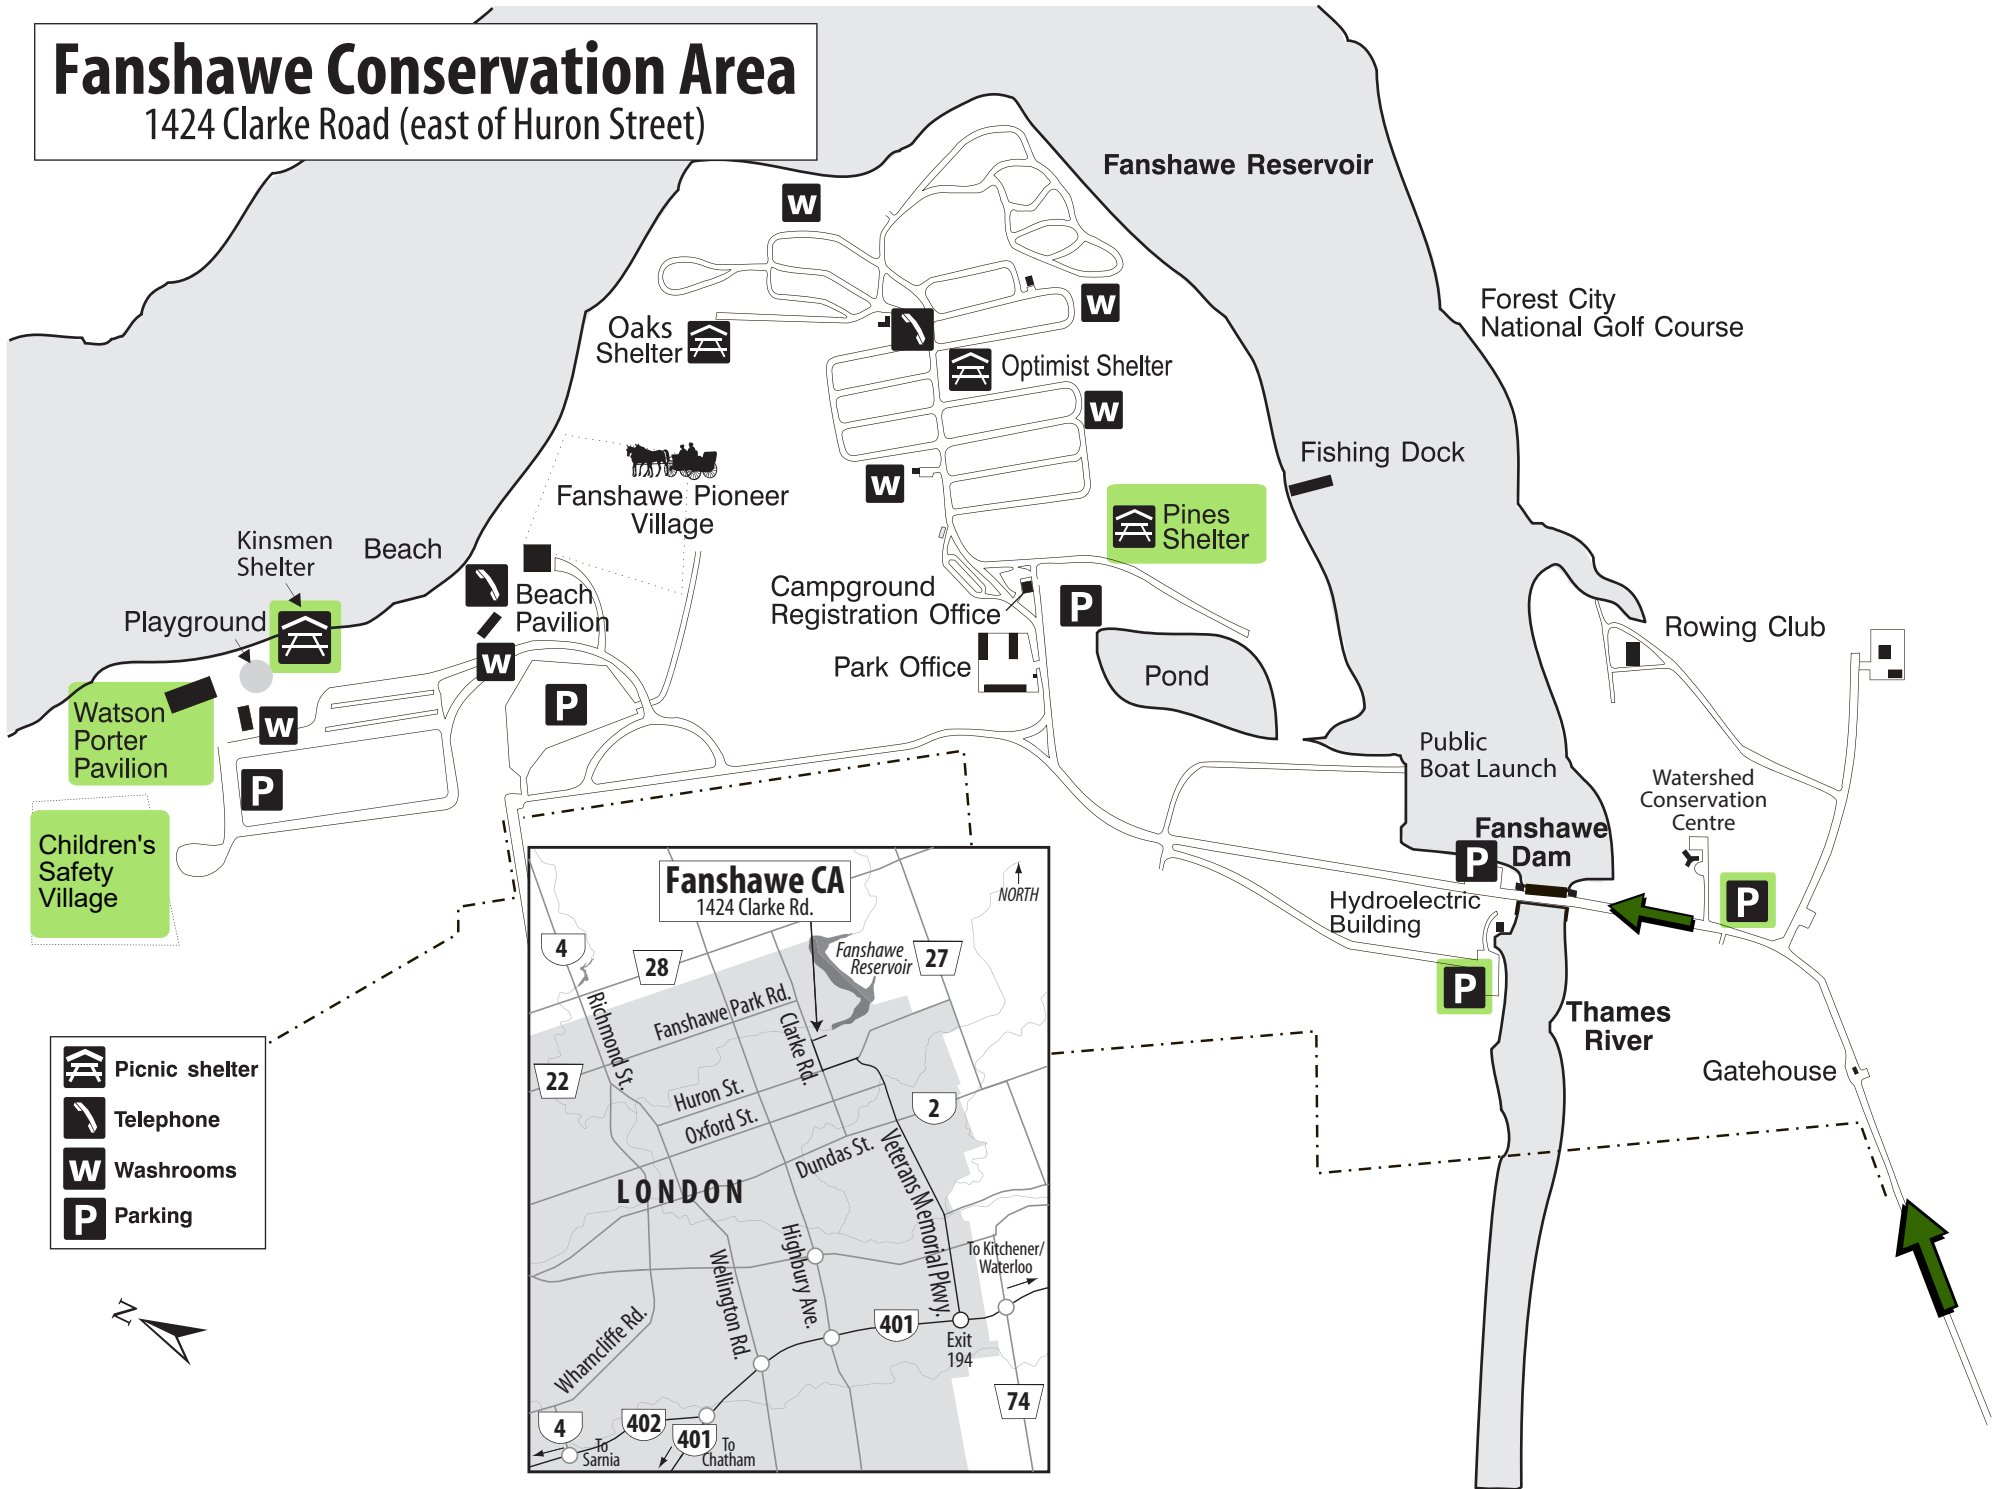 Fanshawe Conservation Area
1424 Clarke Road (east of Huron Street)
Fanshawe Reservoir
W
W
Forest City
National Golf Course
Oaks
Shelter
Optimist Shelter
W
Fishing Dock
W
Fanshawe Pioneer
Village
Pines
Shelter
Kinsmen
Shelter
Beach
Playground
Beach
Pavilion
W
Campground
Registration Office
P
Park Office
Pond
Rowing Club
Watson
Porter
Pavilion
W
P
P
Public
Boat Launch
Watershed
Conservation
Centre
Children's
Safety
Village
Fanshawe
Dam
P
P
Hydroelectric
Building
P
Thames
River
Gatehouse
Picnic shelter
Telephone
W Washrooms
P Parking
N
Fanshawe CA
1424 Clarke Rd.
NORTH
4
28
27
Fanshawe
Reservoir
Richmond St.
Fanshawe Park Rd.
Clarke Rd.
22
Huron St.
Oxford St.
2
Dundas St.
Veterans Memorial Pkwy.
LONDON
Highbury Ave.
Wellington Rd.
To Kitchener/
Waterloo
Wharncliffe Rd.
401
Exit
194
74
4
402
401
To
Sarnia
To
Chatham